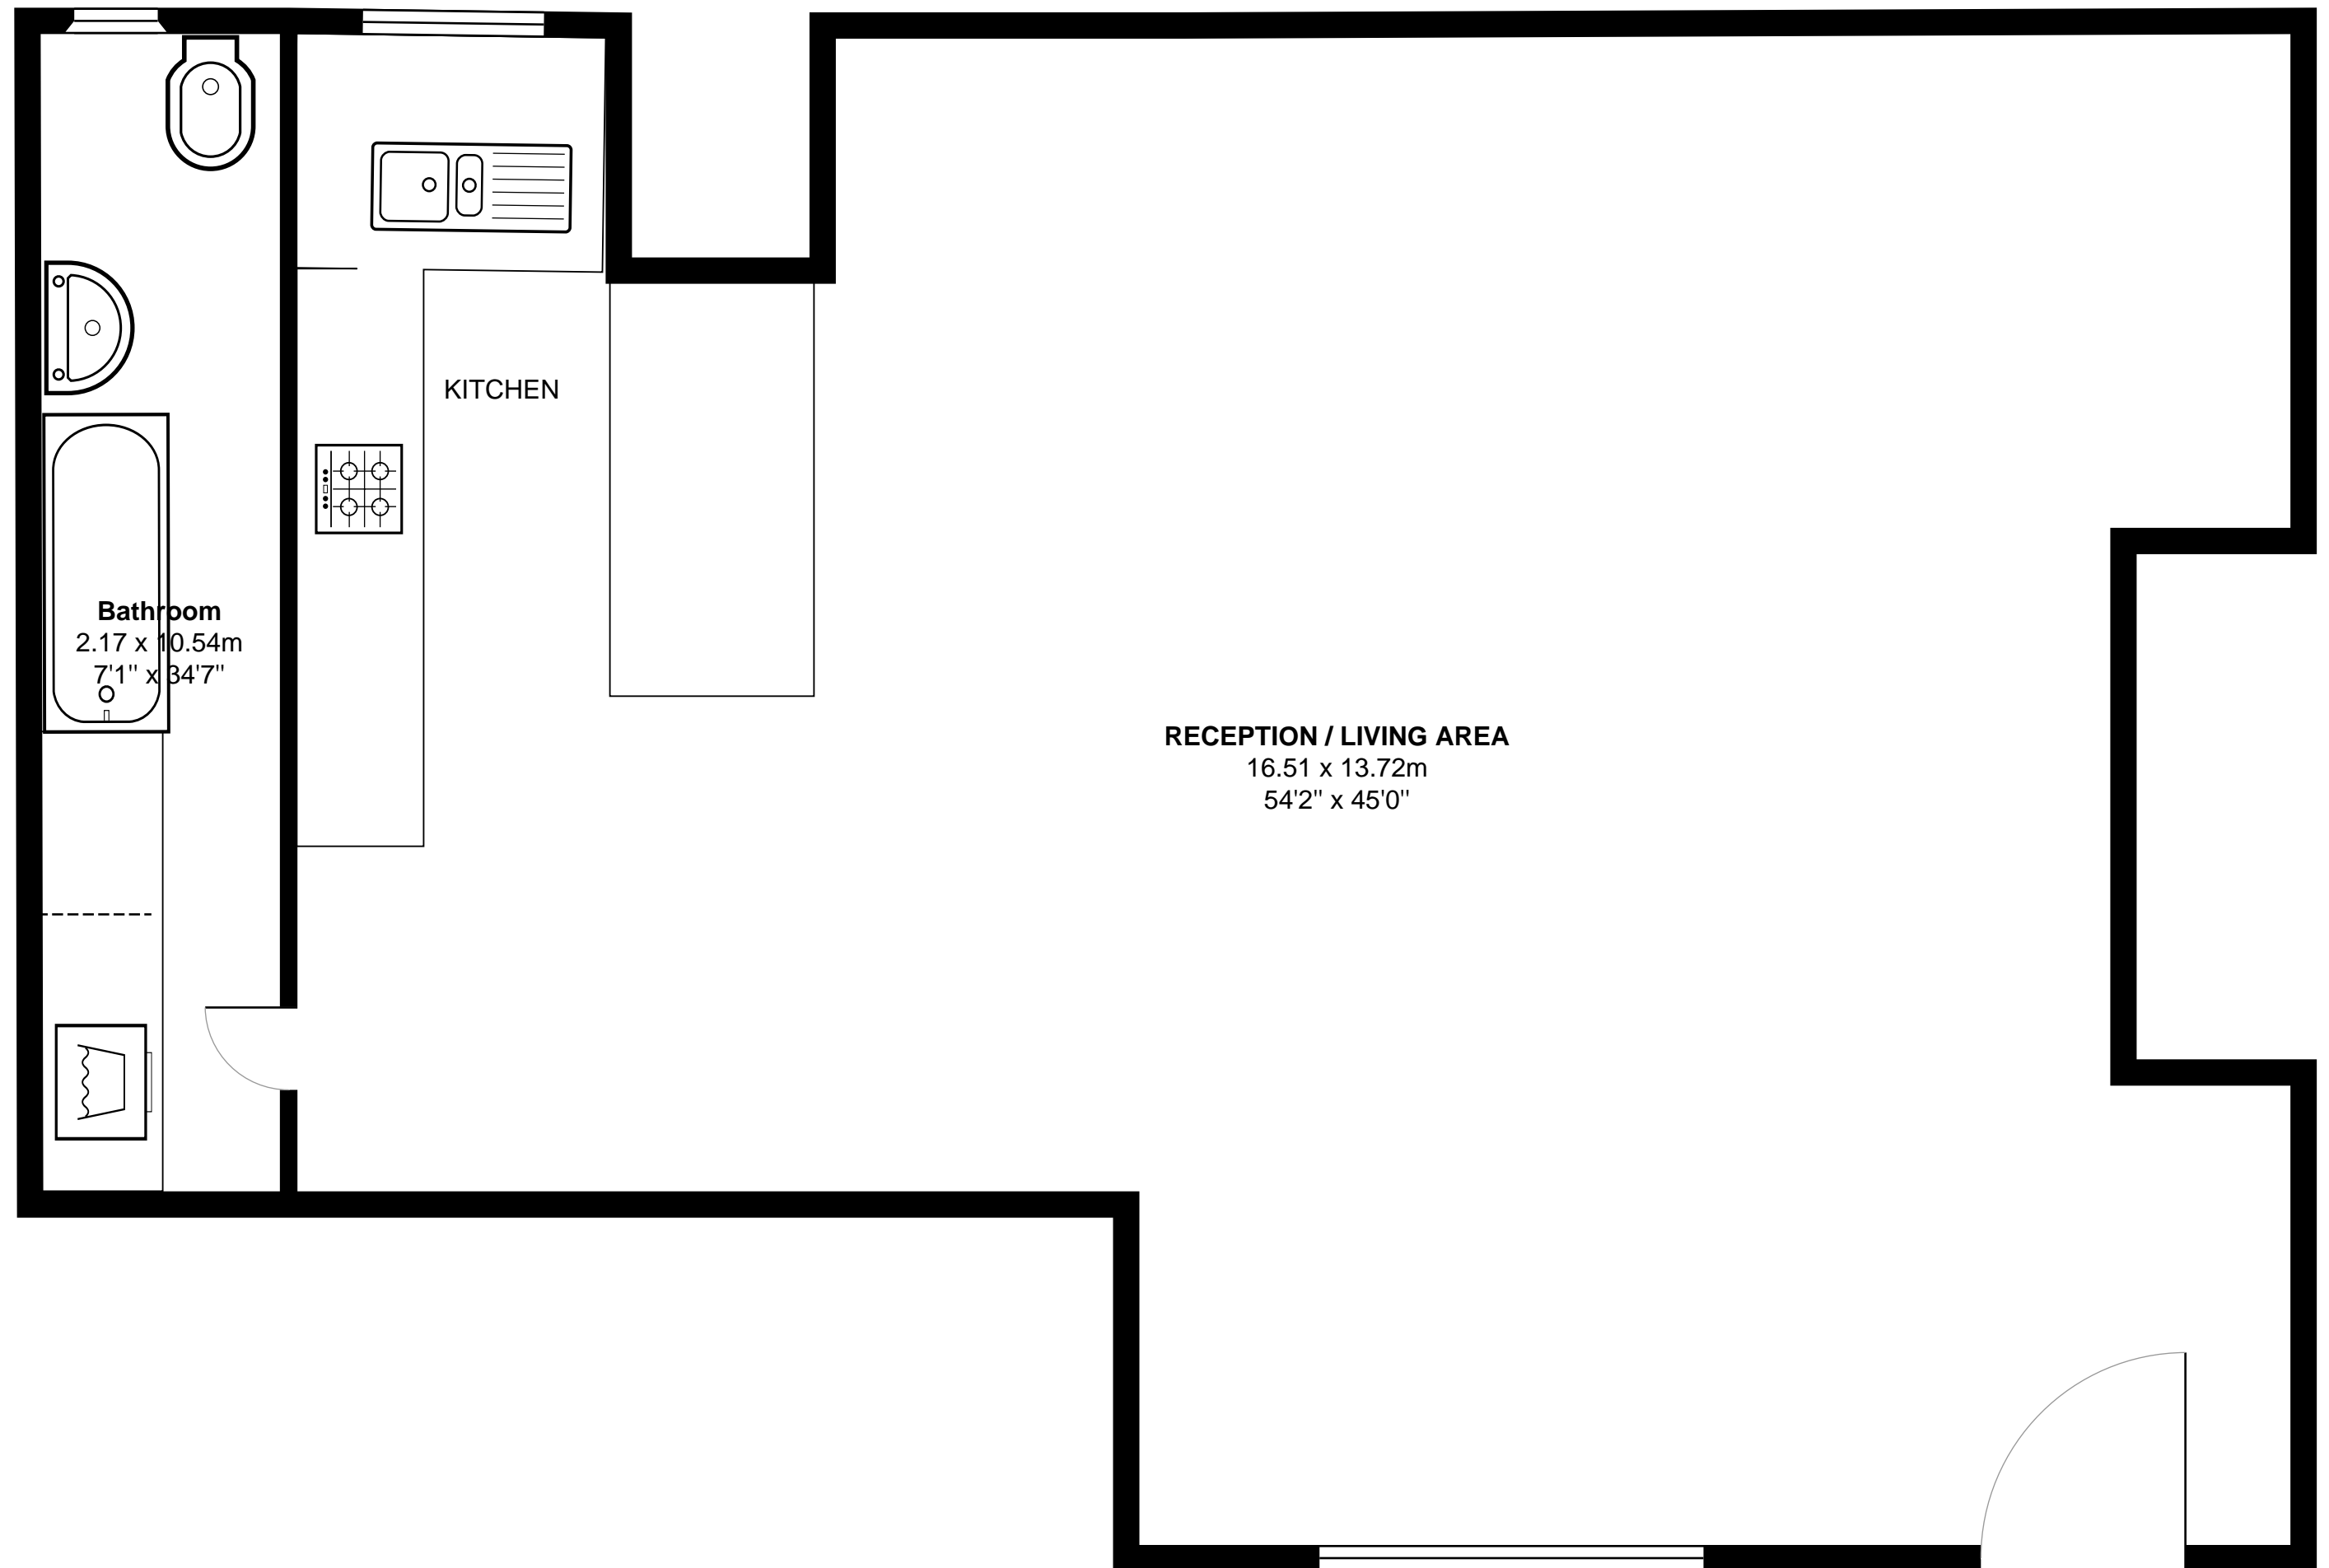 KITCHEN
Bathroom
2.17 x 10.54m
7'1" x 34'7"
RECEPTION / LIVING AREA
16.51 x 13.72m
54'2" x 45'0"